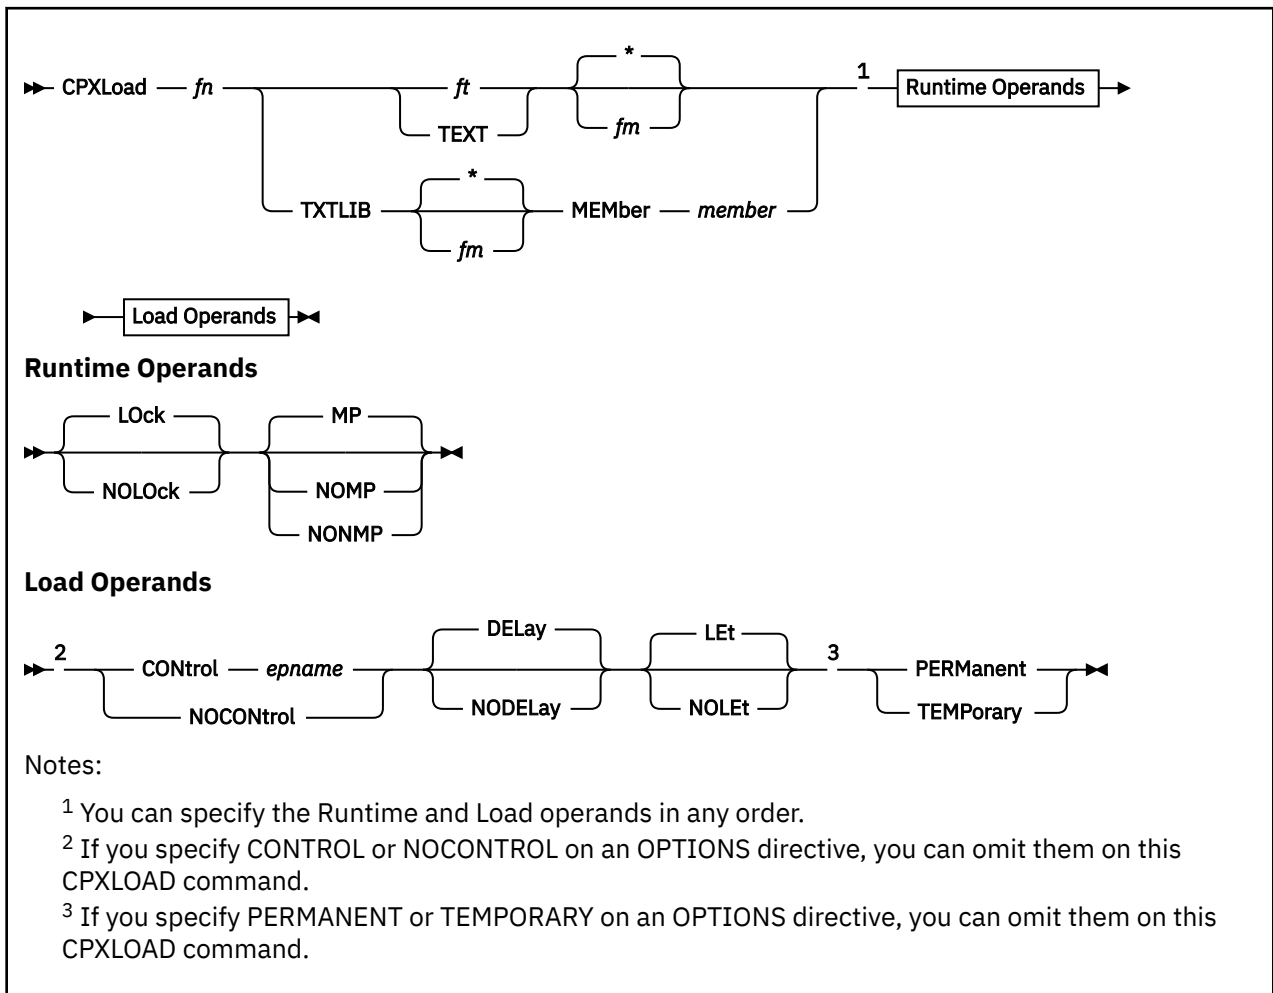 *
CPXLoad fn ft 1 Runtime Operands
TEXT fm
*
TXTLIB MEMber member
fm
Load Operands
Runtime Operands
LOck MP
NOLOck NOMP
NONMP
Load Operands
DELay LEt
2 CONtrol epname 3 PERManent
NOCONtrol NODELay NOLEt TEMPorary
Notes:
1 You can specify the Runtime and Load operands in any order.
2 If you specify CONTROL or NOCONTROL on an OPTIONS directive, you can omit them on this
CPXLOAD command.
3 If you specify PERMANENT or TEMPORARY on an OPTIONS directive, you can omit them on this
CPXLOAD command.